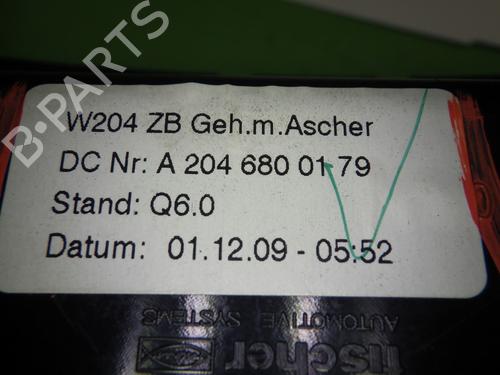 B-PARTS
W204 ZB Geh.m.Ascher
DC Nr: A 204 680 01 79
Stand: Q6.0
Datum: 01.12.09 - 05:52
AUTOMOTIVE SYSTEMS
fischer